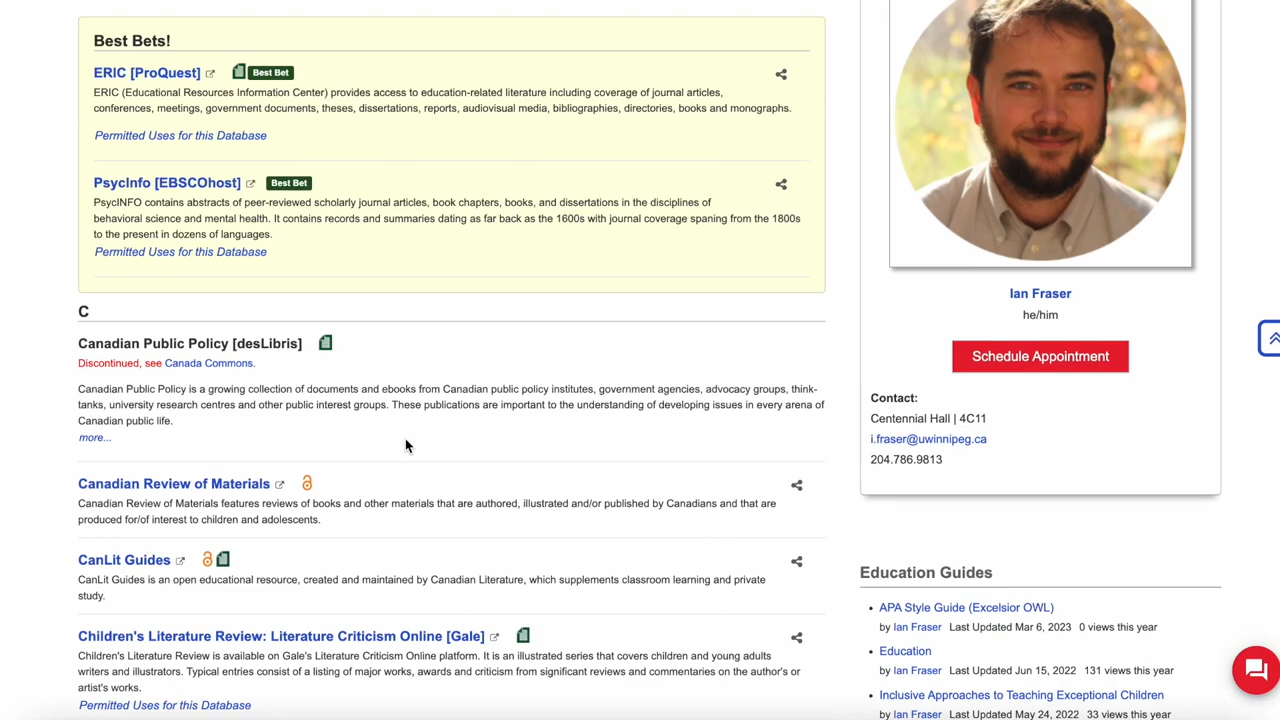 Best Bets!
ERIC [ProQuest] Best Bet
ERIC (Educational Resources Information Center) provides access to education-related literature including coverage of journal articles,
conferences, meetings, government documents, theses, dissertations, reports, audiovisual media, bibliographies, directories, books and monographs.
Permitted Uses for this Database
PsycInfo [EBSCOhost] Best Bet
PsycINFO contains abstracts of peer-reviewed scholarly journal articles, book chapters, books, and dissertations in the disciplines of
behavioral science and mental health. It contains records and summaries dating as far back as the 1600s with journal coverage spaning from the 1800s
to the present in dozens of languages.
Permitted Uses for this Database
C
Canadian Public Policy [desLibris]
Discontinued, see Canada Commons.
Canadian Public Policy is a growing collection of documents and ebooks from Canadian public policy institutes, government agencies, advocacy groups, think-
tanks, university research centres and other public interest groups. These publications are important to the understanding of developing issues in every arena of
Canadian public life.
more...
Canadian Review of Materials
Canadian Review of Materials features reviews of books and other materials that are authored, illustrated and/or published by Canadians and that are
produced for/of interest to children and adolescents.
CanLit Guides
CanLit Guides is an open educational resource, created and maintained by Canadian Literature, which supplements classroom learning and private
study.
Children's Literature Review: Literature Criticism Online [Gale]
Children's Literature Review is available on Gale's Literature Criticism Online platform. It is an illustrated series that covers children and young adults
writers and illustrators. Typical entries consist of a listing of major works, awards and criticism from significant reviews and commentaries on the author's or
artist's works.
Permitted Uses for this Database
Ian Fraser
he/him
Schedule Appointment
Contact:
Centennial Hall | 4C11
i.fraser@uwinnipeg.ca
204.786.9813
Education Guides
• APA Style Guide (Excelsior OWL)
by Ian Fraser Last Updated Mar 6, 2023 0 views this year
• Education
by Ian Fraser Last Updated Jun 15, 2022 131 views this year
• Inclusive Approaches to Teaching Exceptional Children
by Ian Fraser Last Updated May 24, 2022 33 views this year